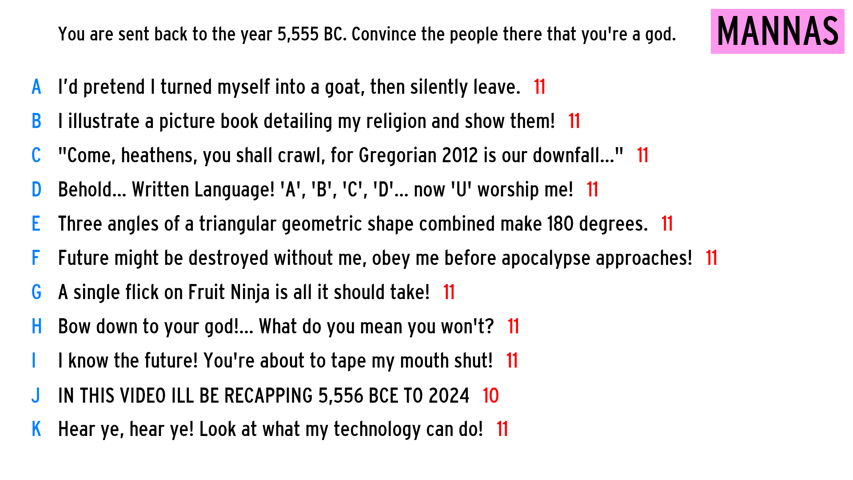 You are sent back to the year 5,555 BC. Convince the people there that you're a god.
MANNAS
A I'd pretend I turned myself into a goat, then silently leave. 11
B I illustrate a picture book detailing my religion and show them! 11
C "Come, heathens, you shall crawl, for Gregorian 2012 is our downfall..." 11
D Behold... Written Language! 'A', 'B', 'C', 'D'... now 'U' worship me! 11
E Three angles of a triangular geometric shape combined make 180 degrees. 11
F Future might be destroyed without me, obey me before apocalypse approaches! 11
G A single flick on Fruit Ninja is all it should take! 11
H Bow down to your god!... What do you mean you won't? 11
I I know the future! You're about to tape my mouth shut! 11
J IN THIS VIDEO ILL BE RECAPPING 5,556 BCE TO 2024 10
K Hear ye, hear ye! Look at what my technology can do! 11